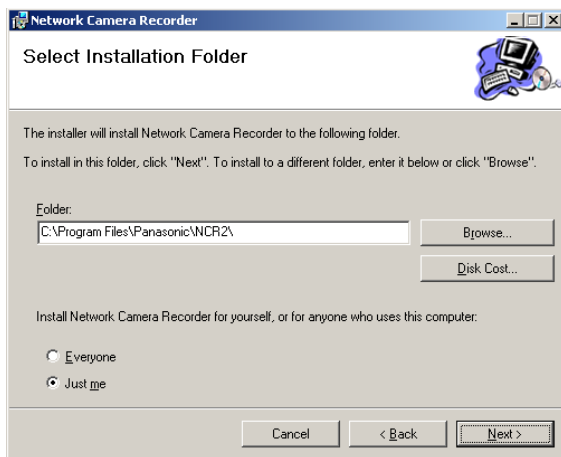 Network Camera Recorder
Select Installation Folder
The installer will install Network Camera Recorder to the following folder.
To install in this folder, click "Next". To install to a different folder, enter it below or click "Browse".
Folder:
C:\Program Files\Panasonic\NCR2\
Browse...
Disk Cost...
Install Network Camera Recorder for yourself, or for anyone who uses this computer:
Everyone
Just me
Cancel
< Back
Next >